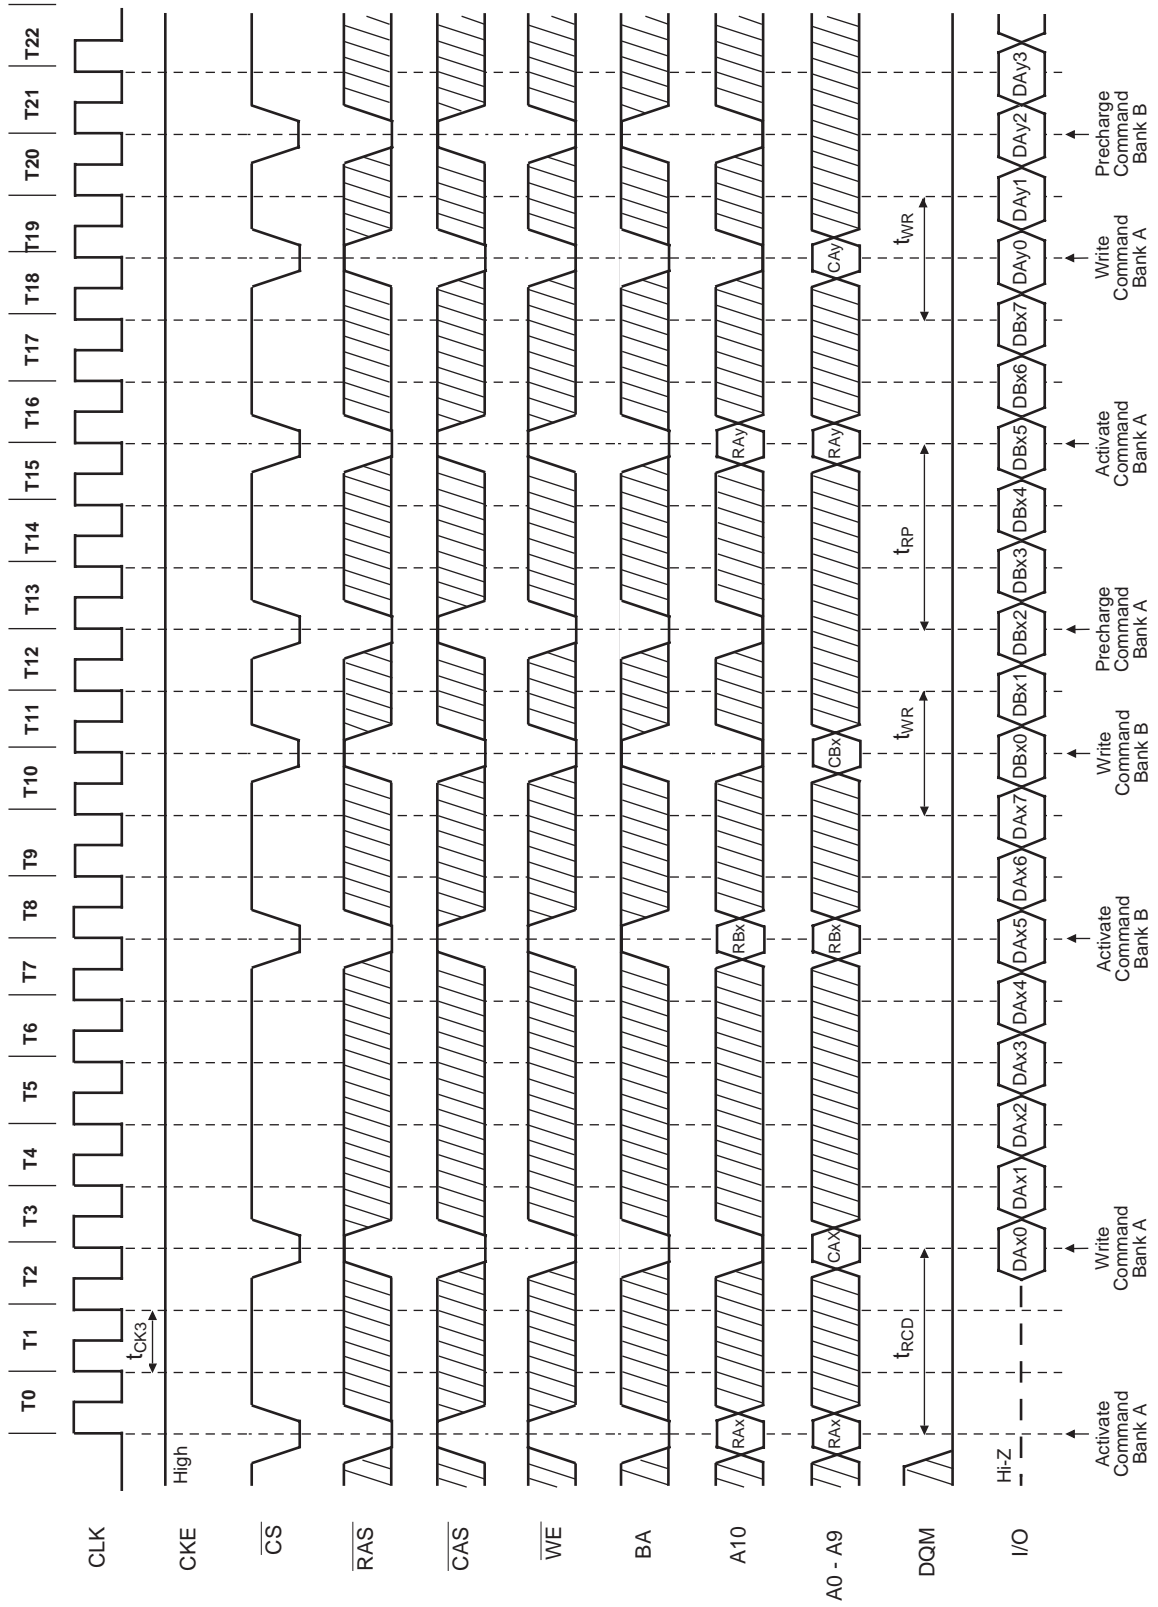 T0 T1 T2 T3 T4 T5 T6 T7 T8 T9 T10 T11 T12 T13 T14 T15 T16 T17 T18 T19 T20 T21 T22
CLK
tCK3
CKE
High
CS
RAS
CAS
WE
BA
A10
RAx RBx RAy
A0 - A9
RAx CAX RBx CBx RAy CAy
DQM
tRCD tWR tRP tWR
I/O
Hi-Z
DAx0 DAx1 DAx2 DAx3 DAx4 DAx5 DAx6 DAx7 DBx0 DBx1 DBx2 DBx3 DBx4 DBx5 DBx6 DBx7 DAy0 DAy1 DAy2 DAy3
Activate
Command
Bank A
Write
Command
Bank A
Activate
Command
Bank B
Write
Command
Bank B
Precharge
Command
Bank A
Activate
Command
Bank A
Write
Command
Bank A
Precharge
Command
Bank B